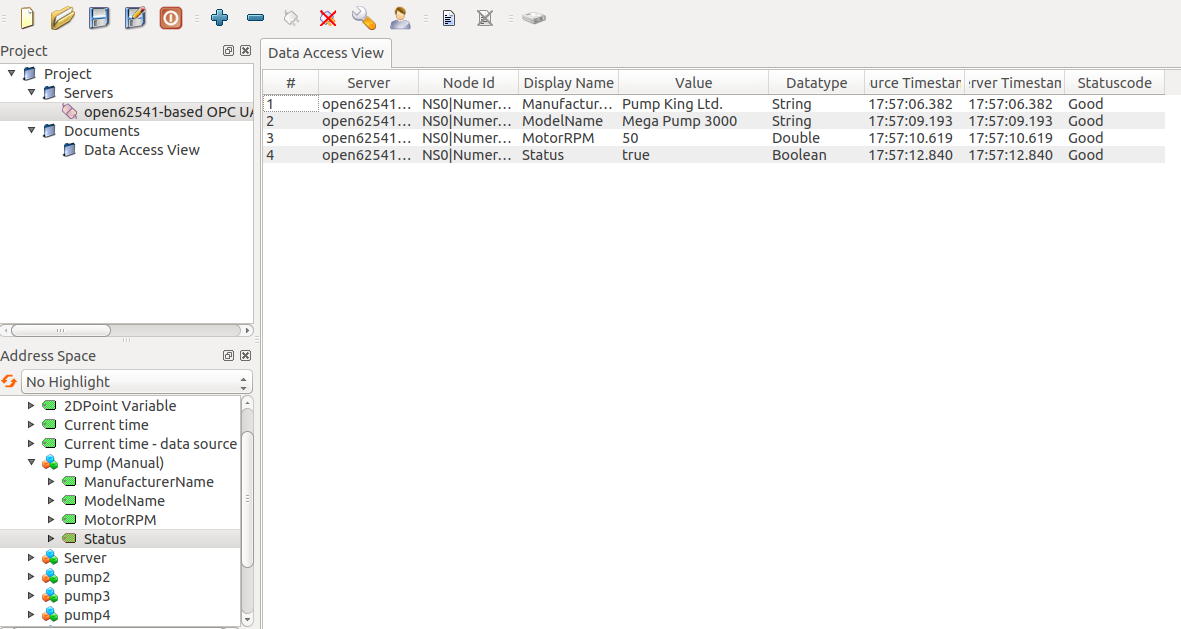 Project
Project
Servers
open62541-based OPC UA
Documents
Data Access View
Address Space
No Highlight
2DPoint Variable
Current time
Current time - data source
Pump (Manual)
ManufacturerName
ModelName
MotorRPM
Status
Server
pump2
pump3
pump4
Data Access View
# Server Node Id Display Name Value Datatype urce Timestan erver Timestan Statuscode
1 open62541... NS0|Numer... Manufactur... Pump King Ltd. String 17:57:06.382 17:57:06.382 Good
2 open62541... NS0|Numer... ModelName Mega Pump 3000 String 17:57:09.193 17:57:09.193 Good
3 open62541... NS0|Numer... MotorRPM 50 Double 17:57:10.619 17:57:10.619 Good
4 open62541... NS0|Numer... Status true Boolean 17:57:12.840 17:57:12.840 Good